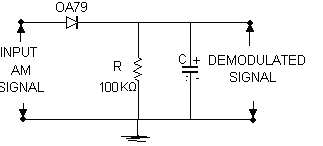 OA79
INPUT
AM
SIGNAL
R
100KΩ
C +
-
DEMODULATED
SIGNAL